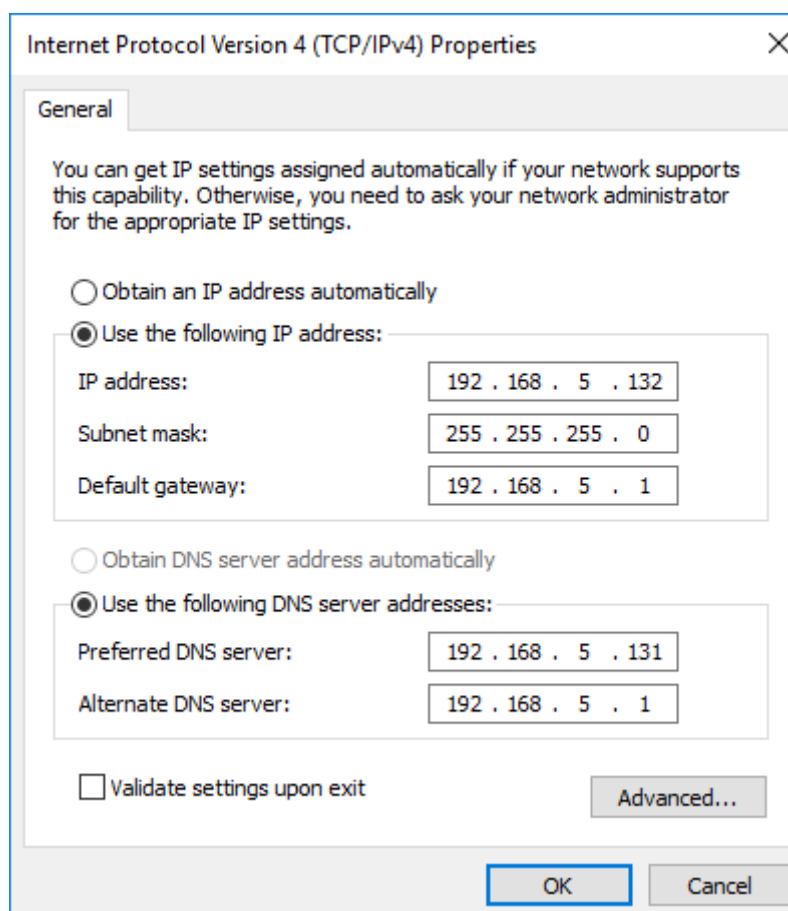 Internet Protocol Version 4 (TCP/IPv4) Properties
General
You can get IP settings assigned automatically if your network supports
this capability. Otherwise, you need to ask your network administrator
for the appropriate IP settings.
Obtain an IP address automatically
Use the following IP address:
IP address: 192 . 168 . 5 . 132
Subnet mask: 255 . 255 . 255 . 0
Default gateway: 192 . 168 . 5 . 1
Obtain DNS server address automatically
Use the following DNS server addresses:
Preferred DNS server: 192 . 168 . 5 . 131
Alternate DNS server: 192 . 168 . 5 . 1
Validate settings upon exit
Advanced...
OK Cancel